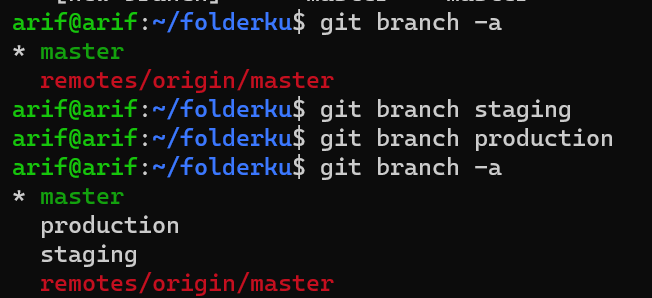 arif@arif:~/folderku$ git branch -a
* master
  remotes/origin/master
arif@arif:~/folderku$ git branch staging
arif@arif:~/folderku$ git branch production
arif@arif:~/folderku$ git branch -a
* master
  production
  staging
  remotes/origin/master